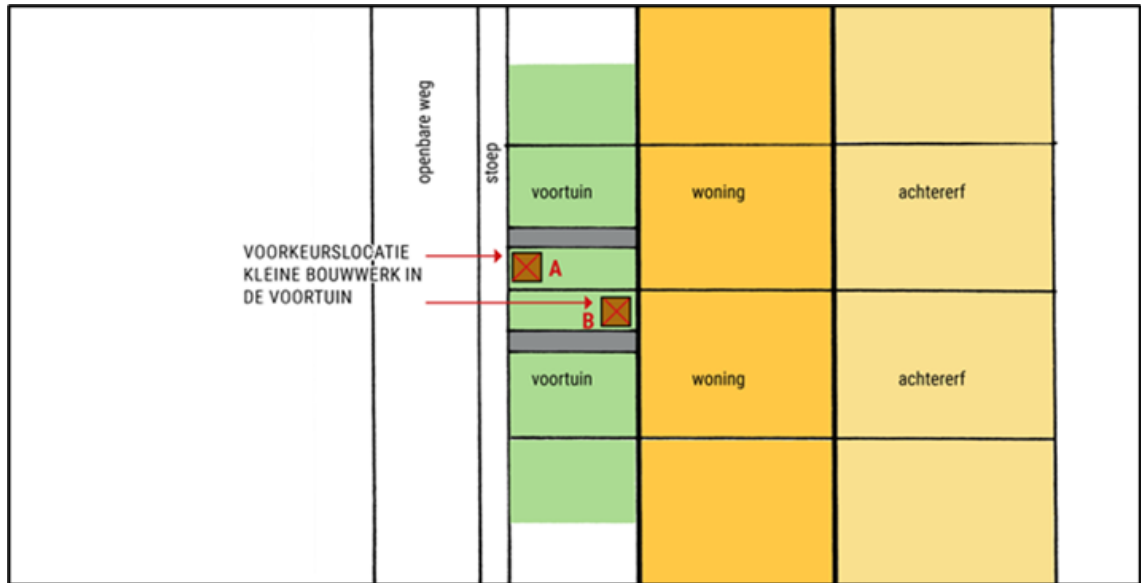 openbare weg
stoep
voortuin
woning
achtererf
VOORKEURSLOCATIE
KLEINE BOUWWERK IN
DE VOORTUIN
A
B
voortuin
woning
achtererf